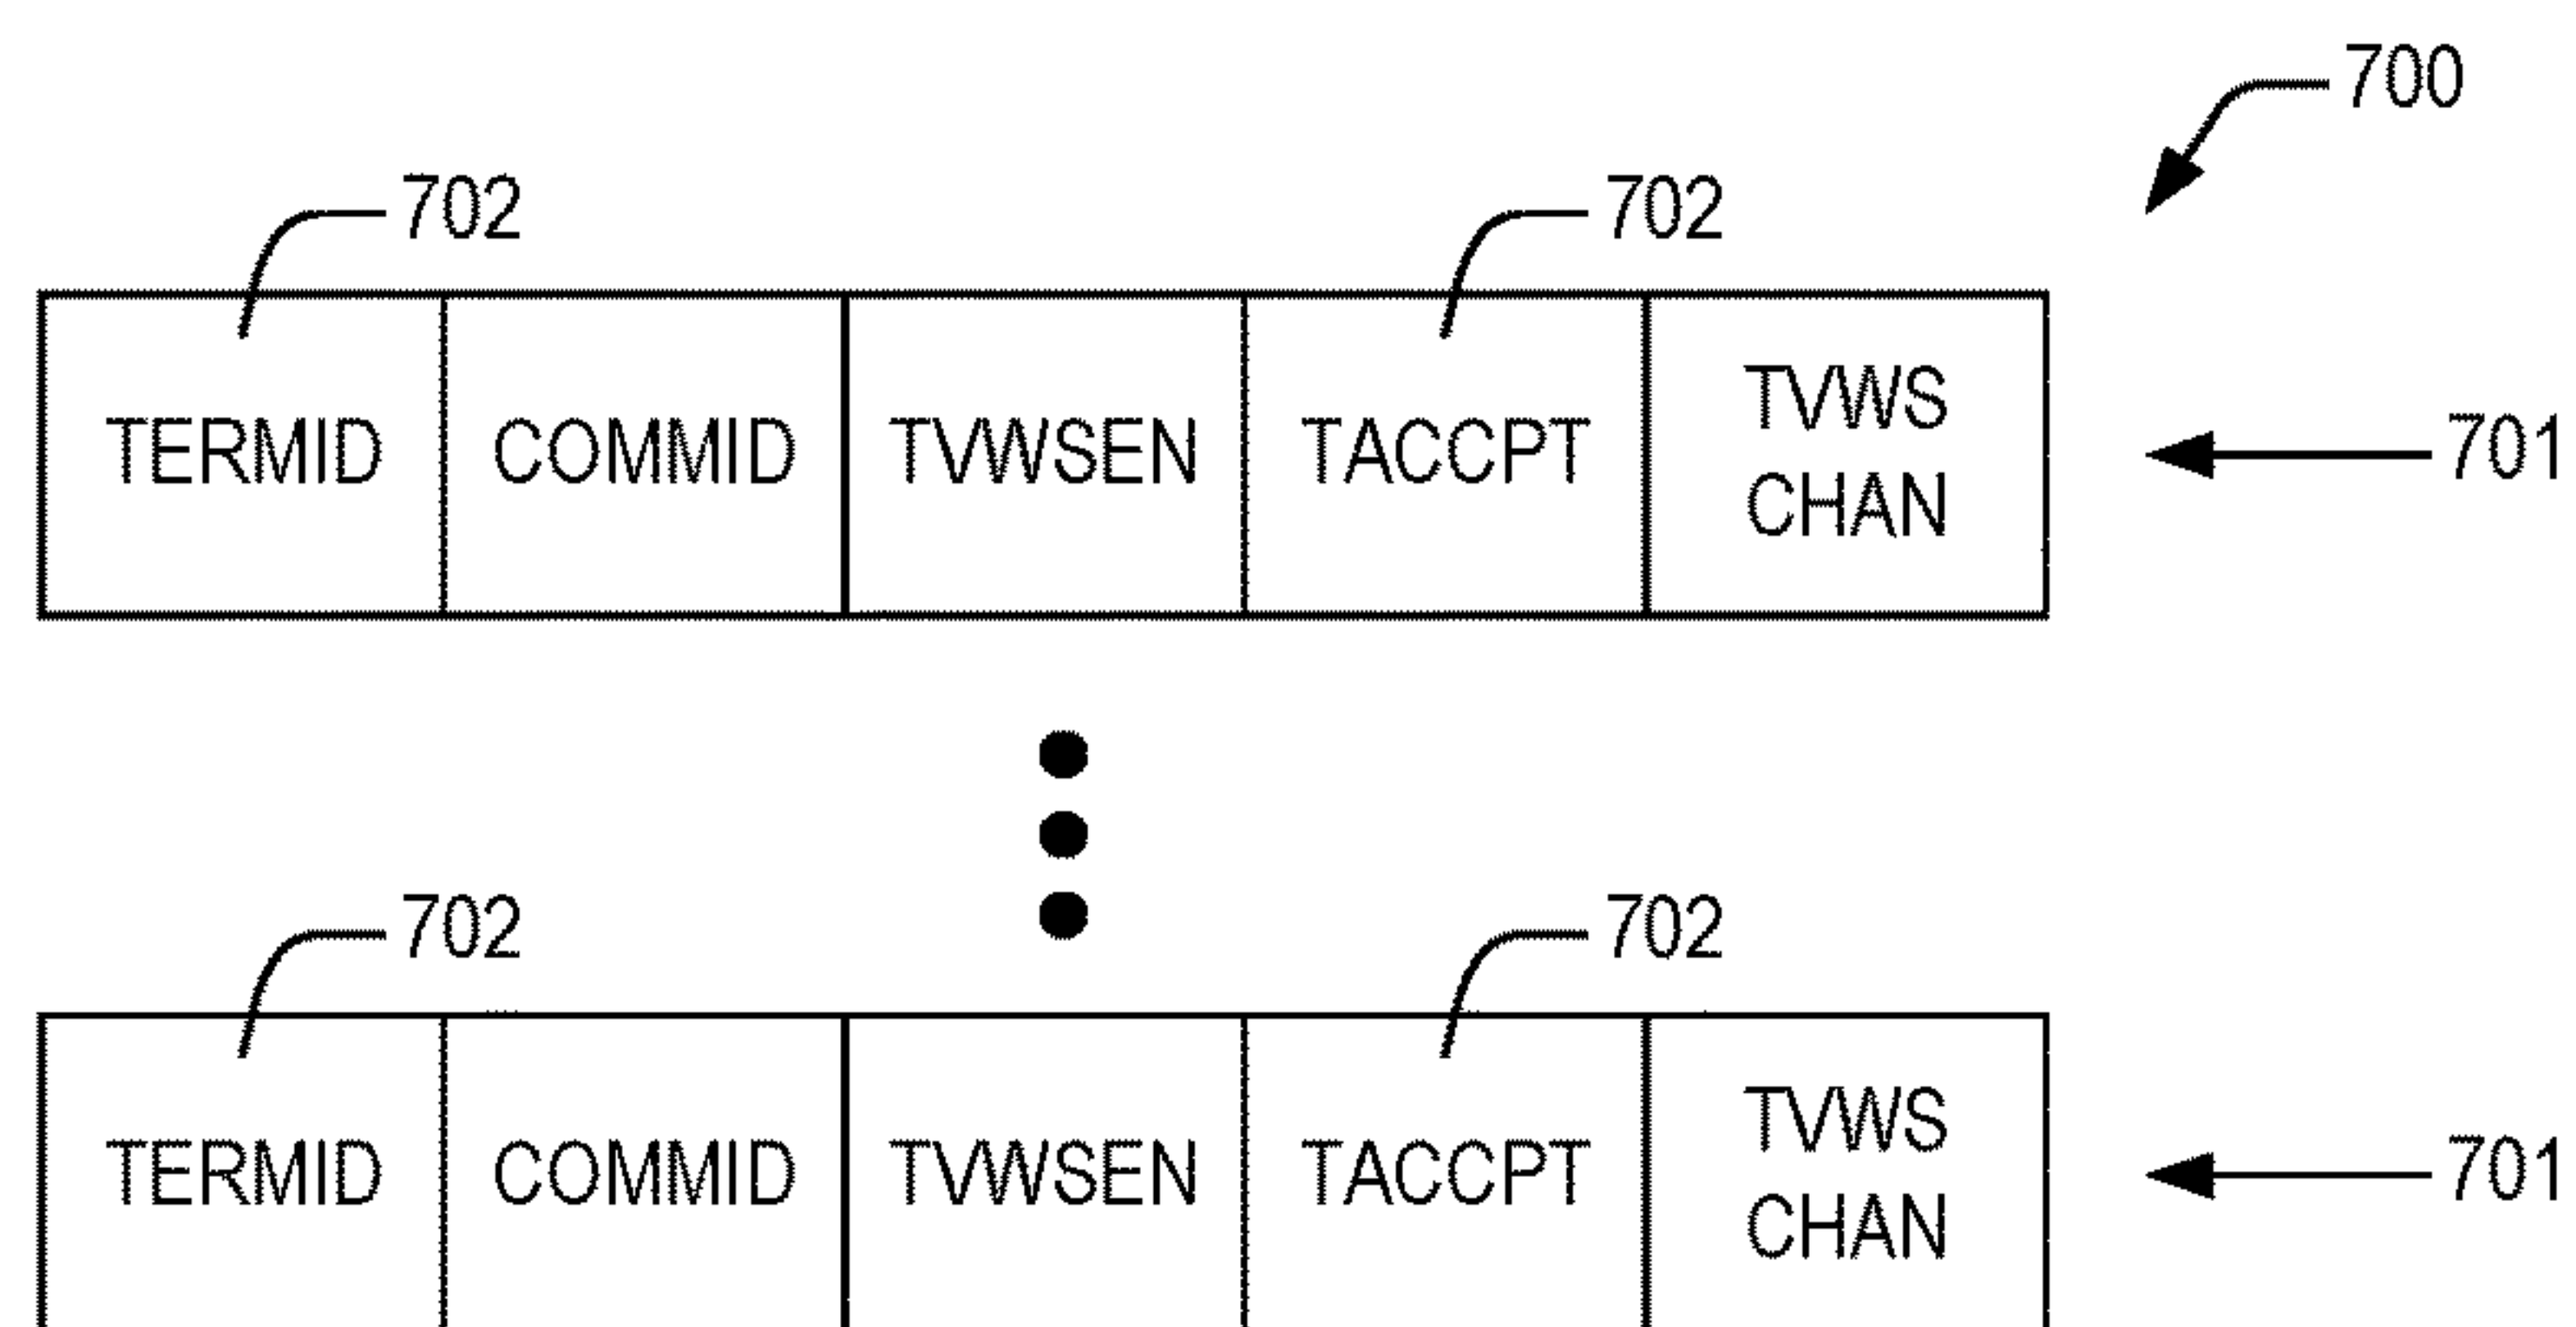 700
702 702
TERMID COMMID TVWSEN TACCPT TVWS
CHAN
701
702 702
TERMID COMMID TVWSEN TACCPT TVWS
CHAN
701